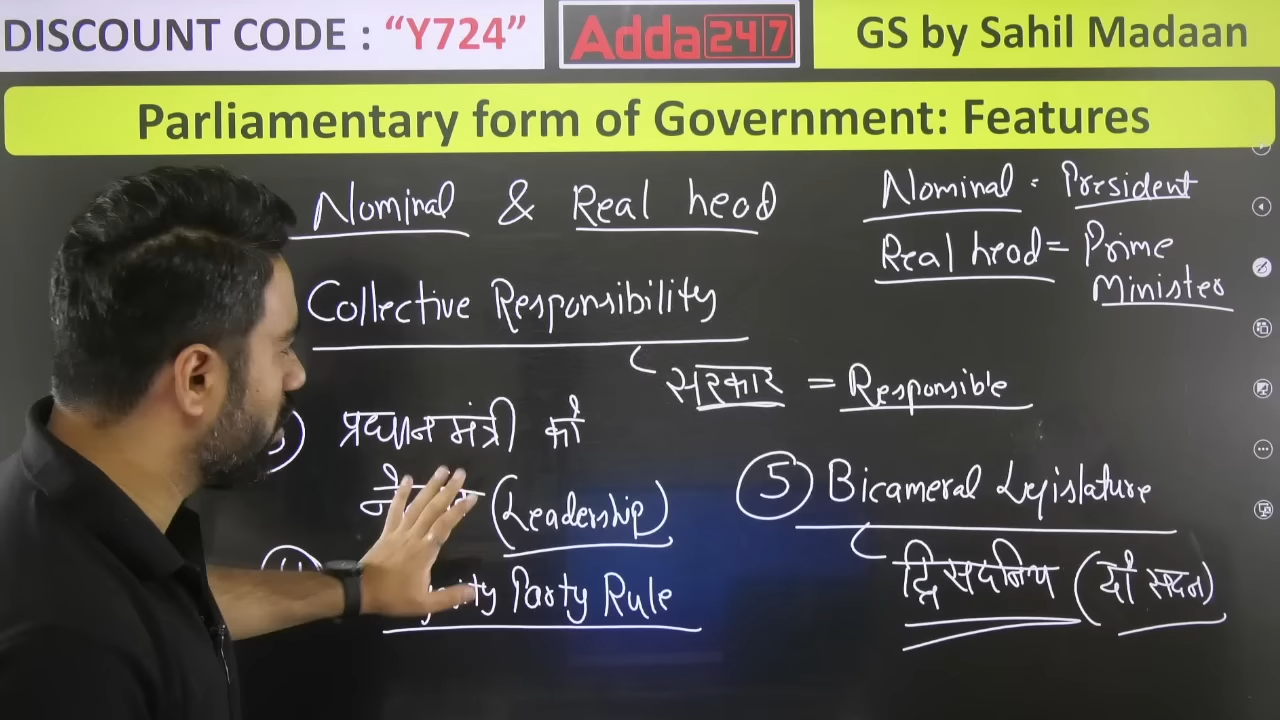 DISCOUNT CODE : “Y724”
Adda247
GS by Sahil Madaan
Parliamentary form of Government: Features
Nominal & Real head
Nominal = President
Real head = Prime
Minister
Collective Responsibility
सरकार = Responsible
प्रधानमंत्री का
(Leadership)
Party Rule
5 Bicameral Legislature
द्विसदनिय (दो सदन)